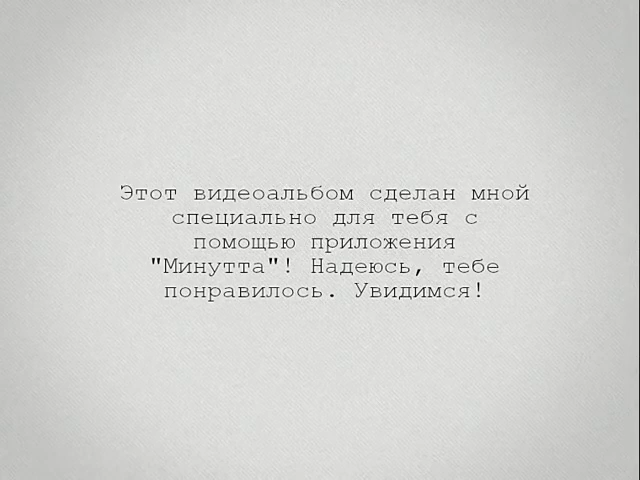 Этот видеоальбом сделан мной
специально для тебя с
помощью приложения
"Минутта"! Надеюсь, тебе
понравилось. Увидимся!